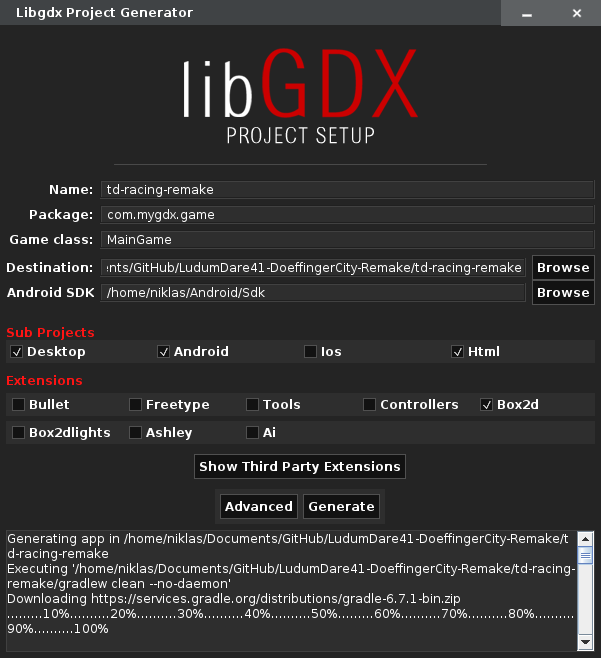 Libgdx Project Generator
libGDX
PROJECT SETUP
Name: td-racing-remake
Package: com.mygdx.game
Game class: MainGame
Destination: ents/GitHub/LudumDare41-DoeffingerCity-Remake/td-racing-remake Browse
Android SDK /home/niklas/Android/Sdk Browse
Sub Projects
Desktop Android Ios Html
Extensions
Bullet Freetype Tools Controllers Box2d
Box2dlights Ashley Ai
Show Third Party Extensions
Advanced Generate
Generating app in /home/niklas/Documents/GitHub/LudumDare41-DoeffingerCity-Remake/t
d-racing-remake
Executing '/home/niklas/Documents/GitHub/LudumDare41-DoeffingerCity-Remake/td-racing-
remake/gradlew clean --no-daemon'
Downloading https://services.gradle.org/distributions/gradle-6.7.1-bin.zip
.........10%..........20%..........30%..........40%..........50%..........60%..........70%..........80%..........
90%..........100%